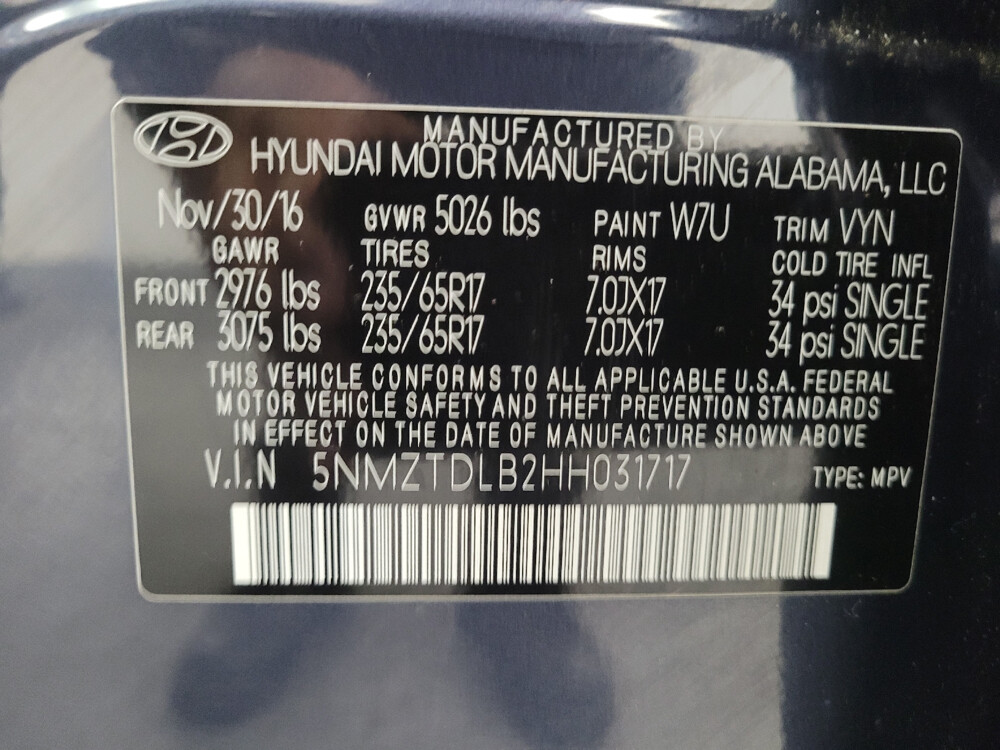 MANUFACTURED BY
HYUNDAI MOTOR MANUFACTURING ALABAMA, LLC
Nov/30/16 GVWR 5026 lbs PAINT W7U TRIM VYN
GAWR TIRES RIMS COLD TIRE INFL
FRONT 2976 lbs 235/65R17 7.0JX17 34 psi SINGLE
REAR 3075 lbs 235/65R17 7.0JX17 34 psi SINGLE
THIS VEHICLE CONFORMS TO ALL APPLICABLE U.S.A. FEDERAL
MOTOR VEHICLE SAFETY AND THEFT PREVENTION STANDARDS
IN EFFECT ON THE DATE OF MANUFACTURE SHOWN ABOVE
V.I.N 5NMZTDLB2HH031717 TYPE: MPV